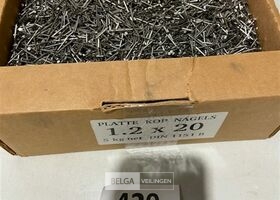 PLATTE KOP NAGELS
1.2 x 20
5 kg net DIN 1151 B
BELGA VEILINGEN
420